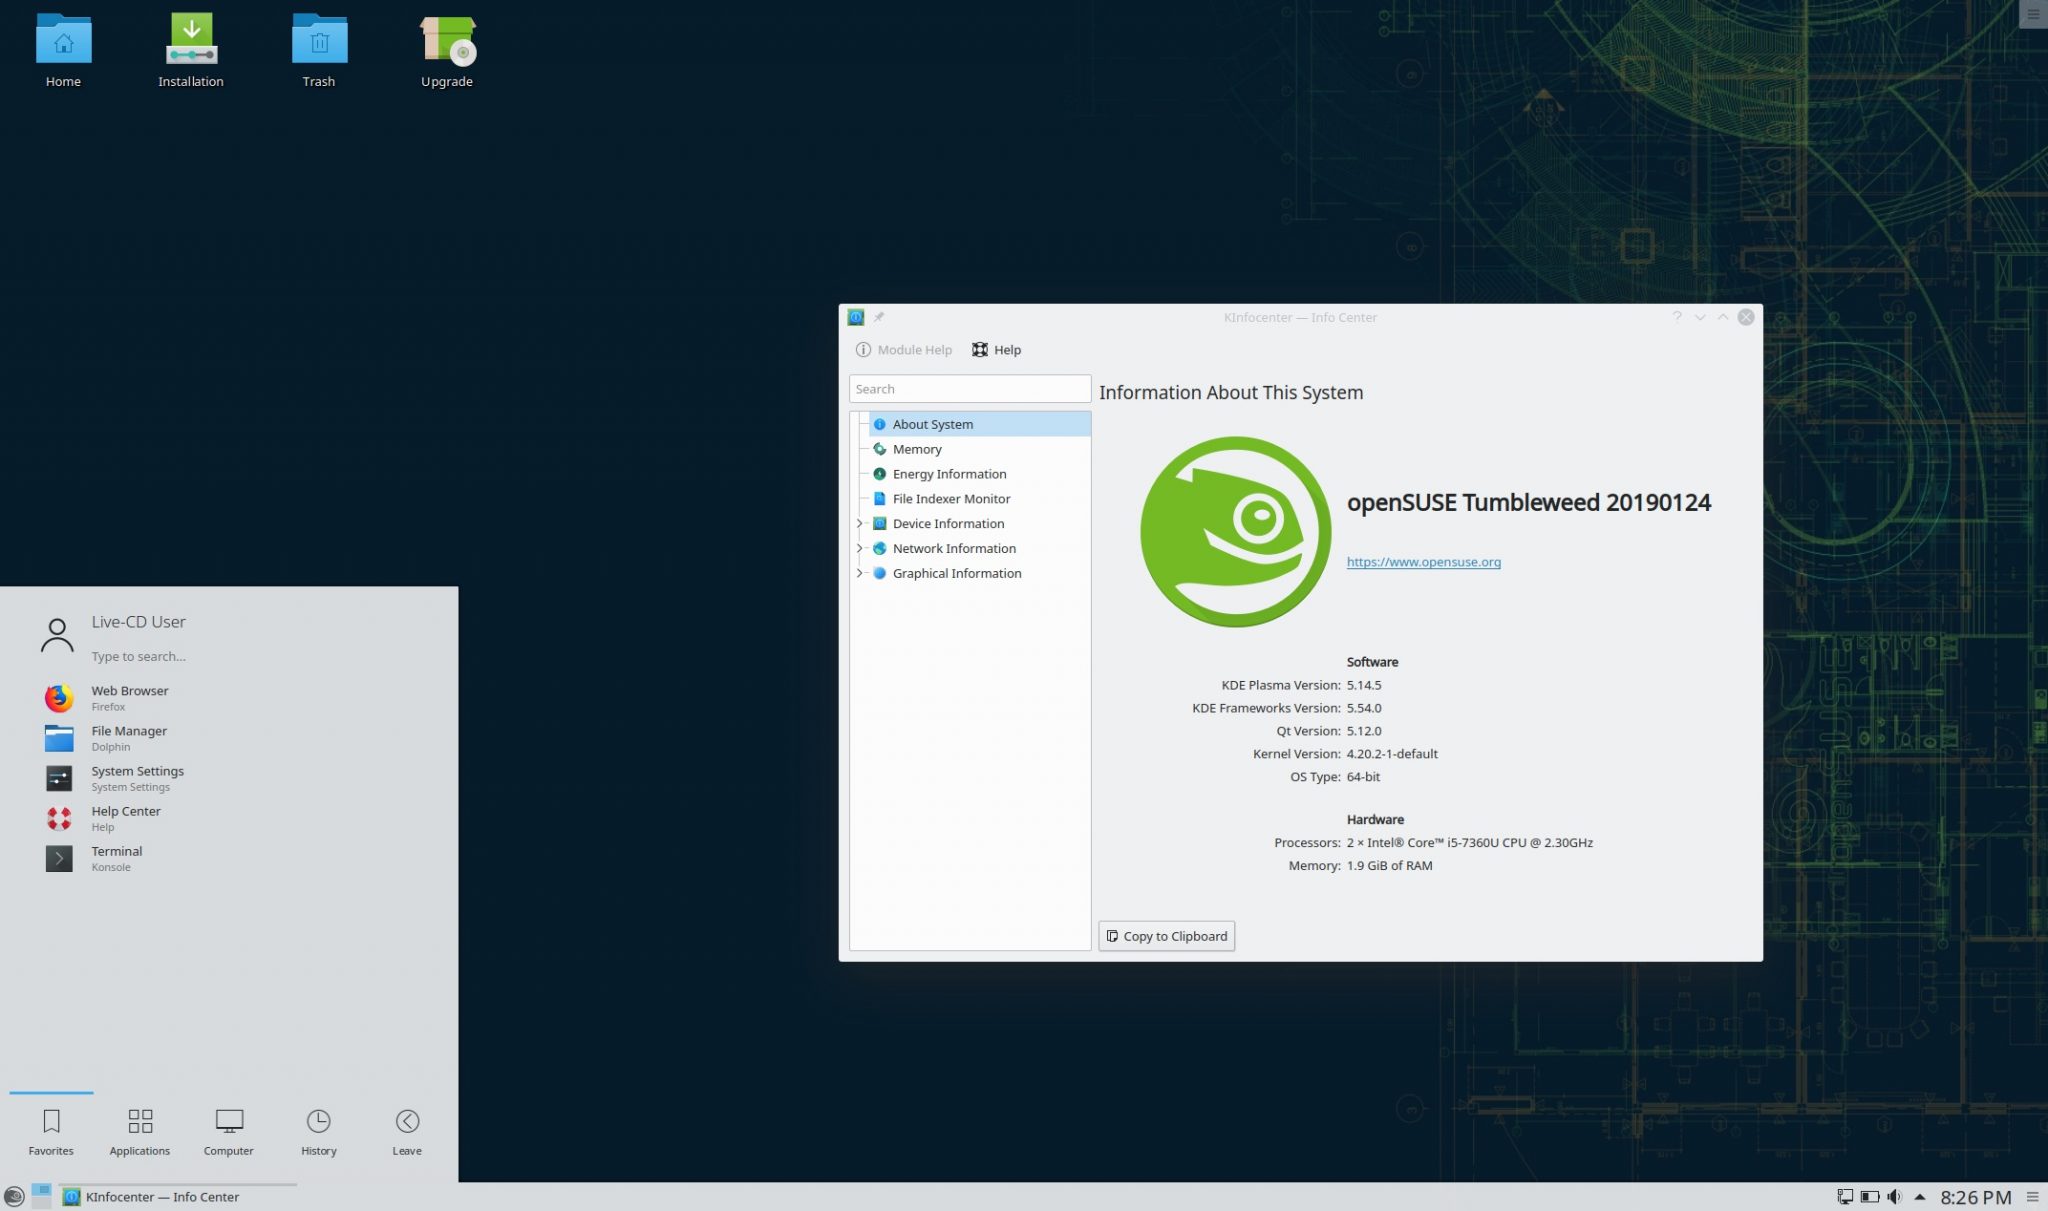 Home
Installation
Trash
Upgrade
KInfocenter — Info Center
Module Help
Help
Search
Information About This System
About System
Memory
Energy Information
File Indexer Monitor
Device Information
Network Information
Graphical Information
openSUSE Tumbleweed 20190124
https://www.opensuse.org
Software
KDE Plasma Version: 5.14.5
KDE Frameworks Version: 5.54.0
Qt Version: 5.12.0
Kernel Version: 4.20.2-1-default
OS Type: 64-bit
Hardware
Processors: 2 × Intel® Core™ i5-7360U CPU @ 2.30GHz
Memory: 1.9 GiB of RAM
Copy to Clipboard
Live-CD User
Type to search...
Web Browser
Firefox
File Manager
Dolphin
System Settings
System Settings
Help Center
Help
Terminal
Konsole
Favorites
Applications
Computer
History
Leave
KInfocenter — Info Center
8:26 PM